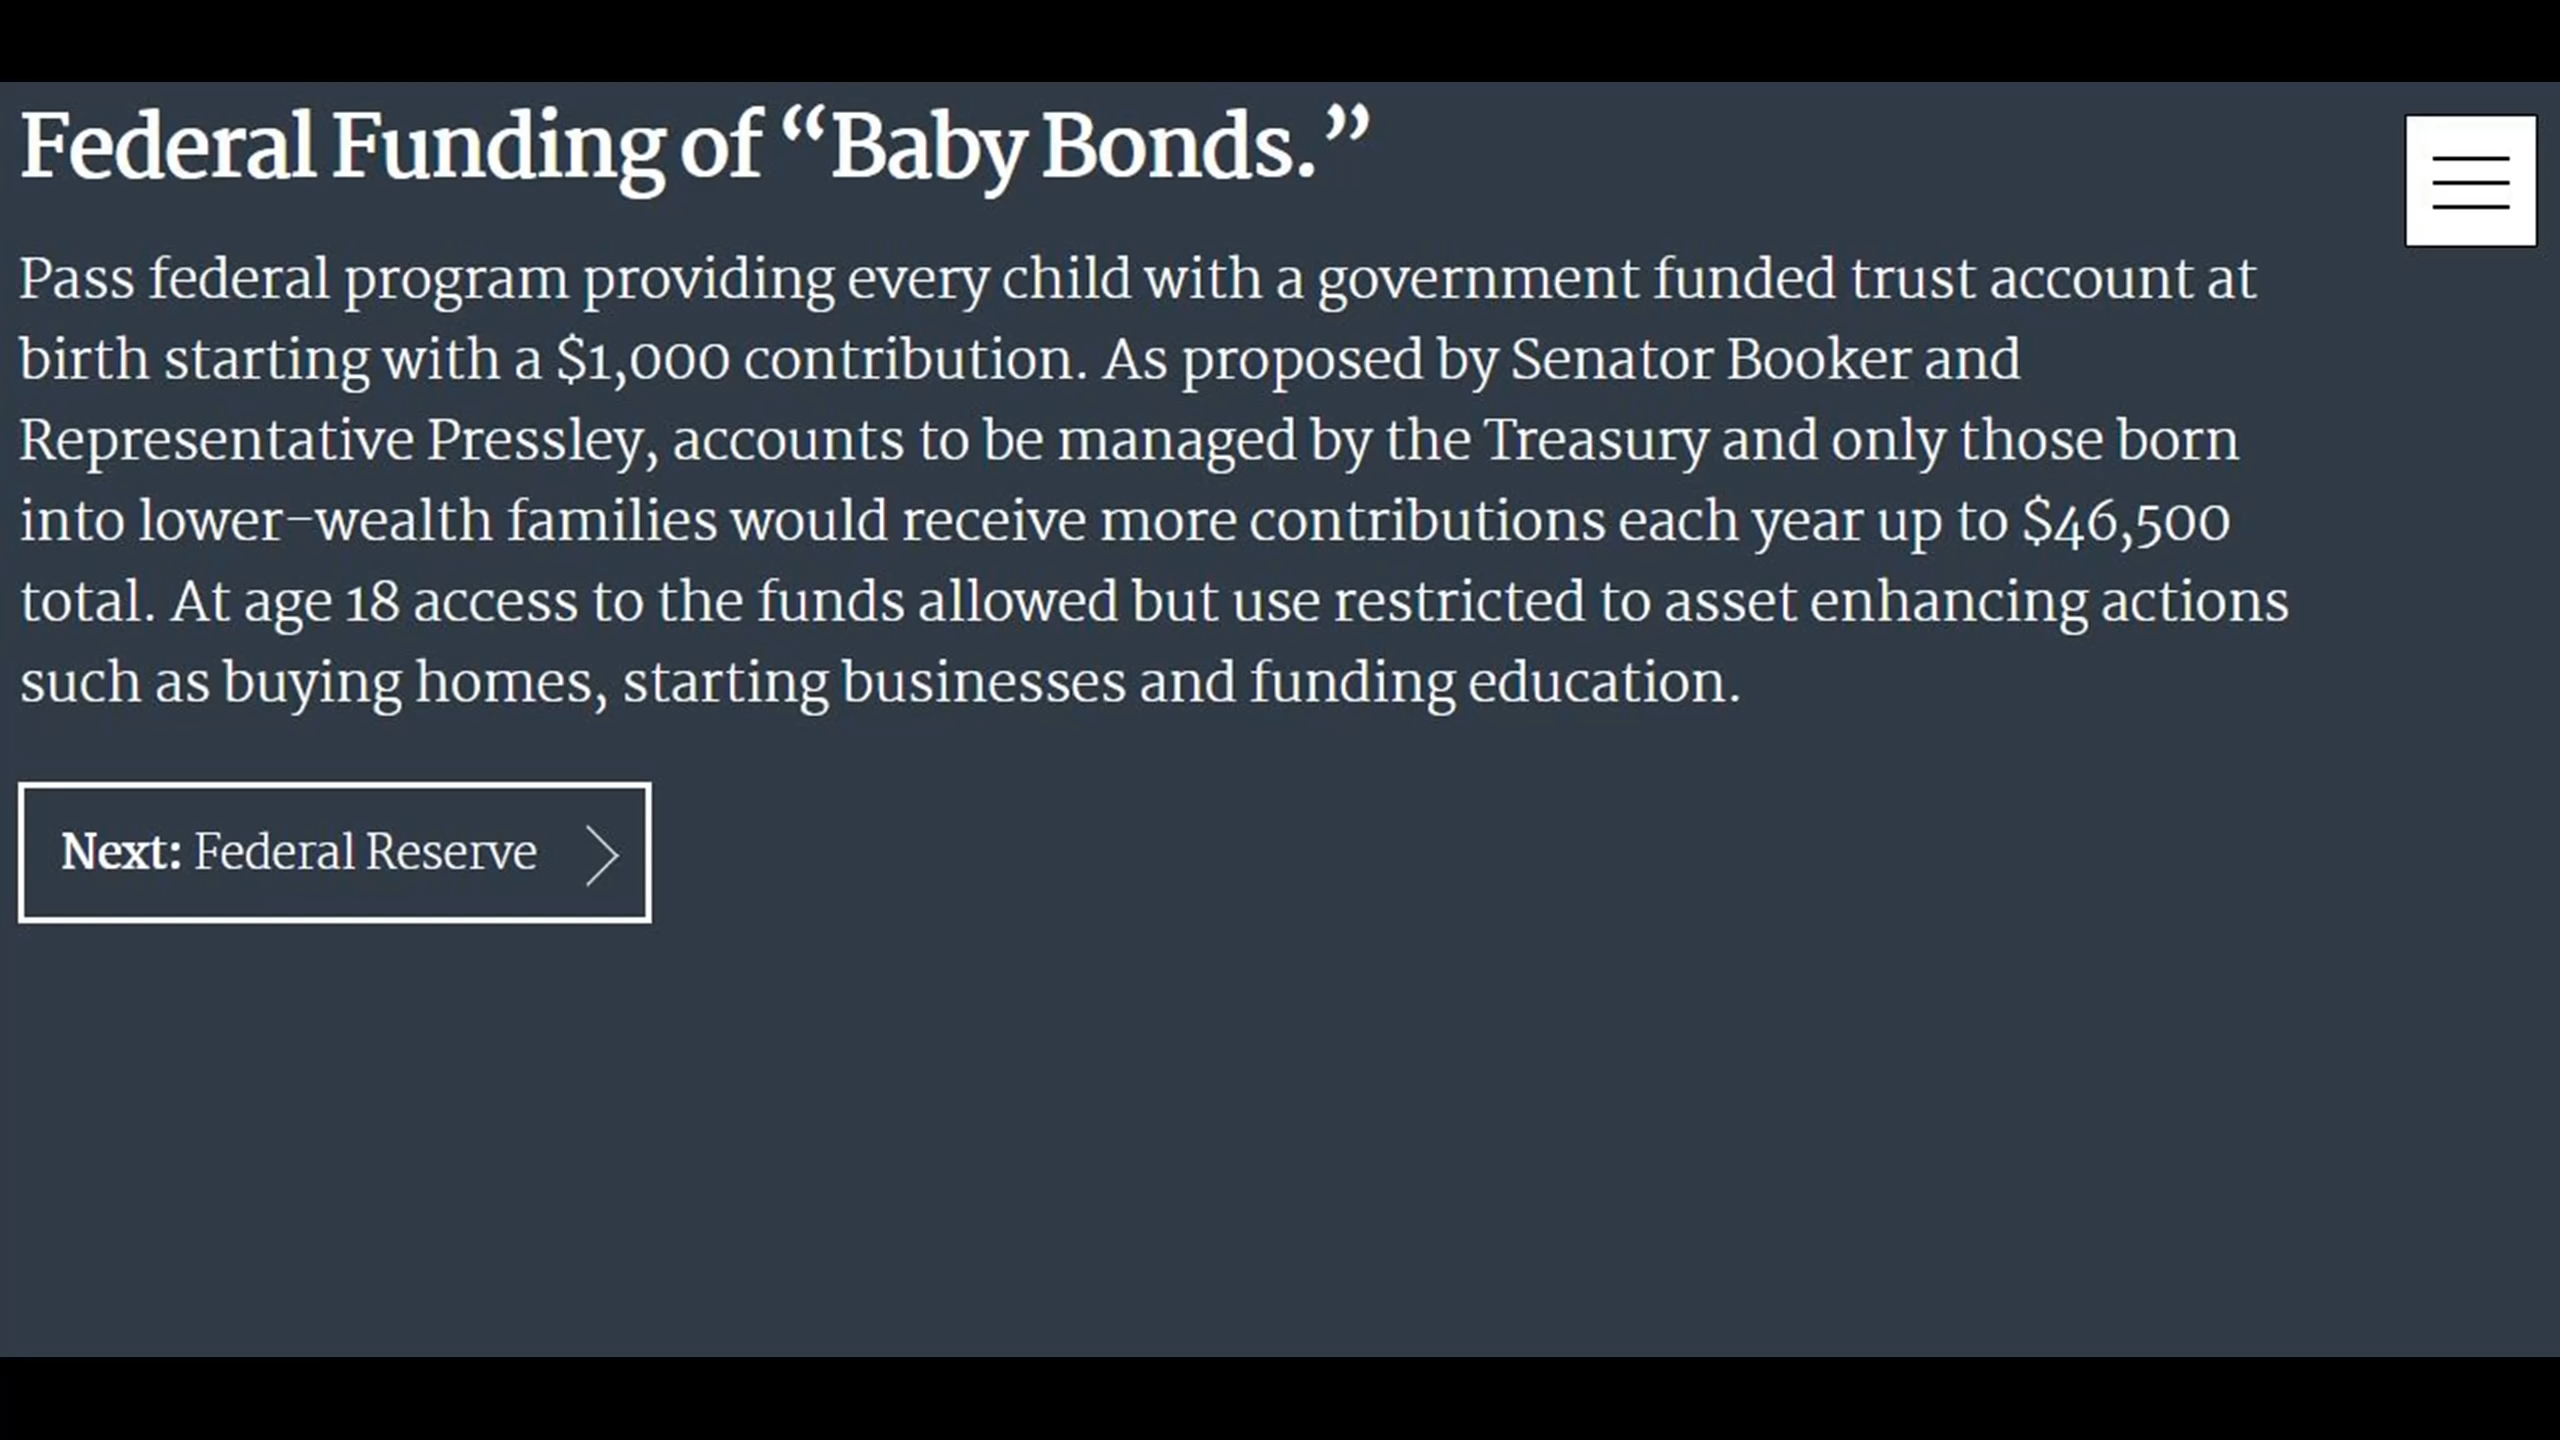 Federal Funding of “Baby Bonds.”
Pass federal program providing every child with a government funded trust account at
birth starting with a $1,000 contribution. As proposed by Senator Booker and
Representative Pressley, accounts to be managed by the Treasury and only those born
into lower-wealth families would receive more contributions each year up to $46,500
total. At age 18 access to the funds allowed but use restricted to asset enhancing actions
such as buying homes, starting businesses and funding education.
Next: Federal Reserve